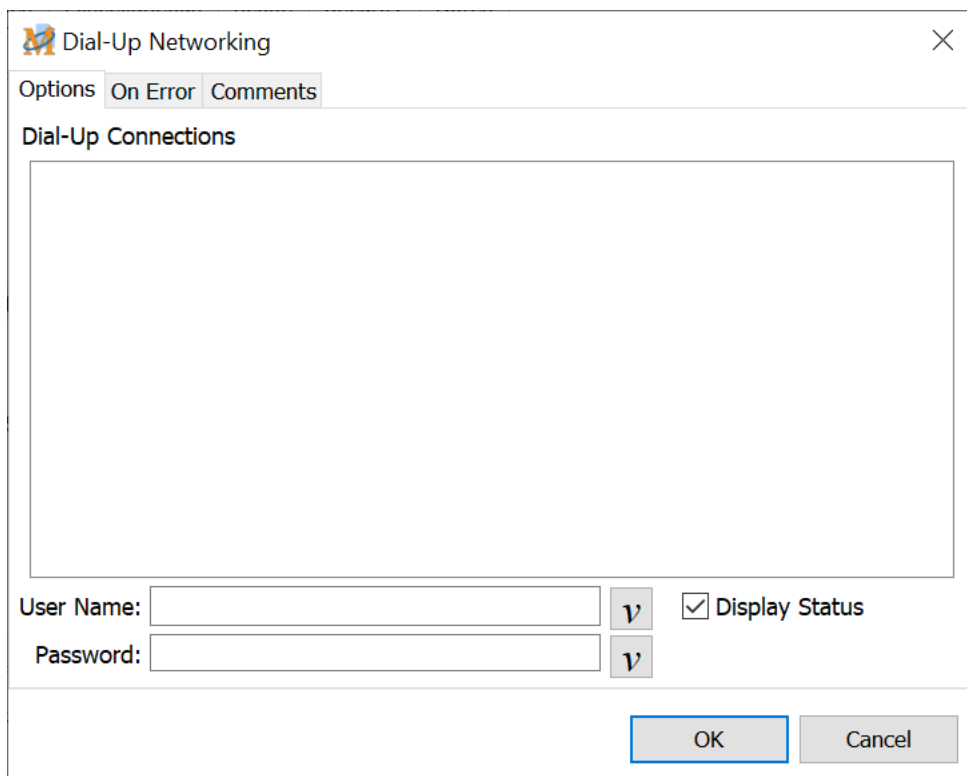 Dial-Up Networking
Options On Error Comments
Dial-Up Connections
User Name: v Display Status
Password: v
OK Cancel